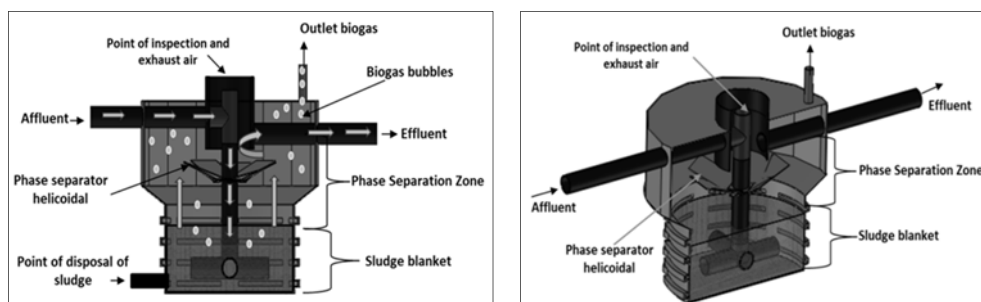 Point of inspection and
exhaust air
Outlet biogas
Biogas bubbles
Affluent
Effluent
Phase separator
helicoidal
Phase Separation Zone
Point of disposal of
sludge
Sludge blanket
Outlet biogas
Point of inspection and
exhaust air
Effluent
Phase Separation Zone
Affluent
Sludge blanket
Phase separator
helicoidal